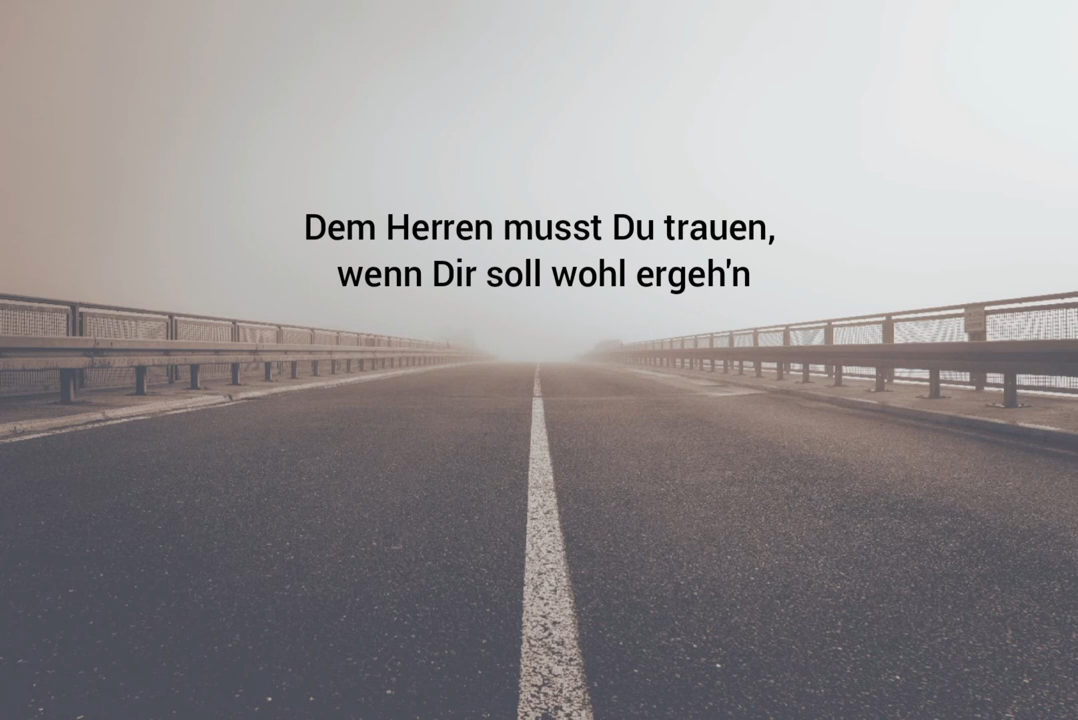 Dem Herren musst Du trauen,
wenn Dir soll wohl ergeh'n